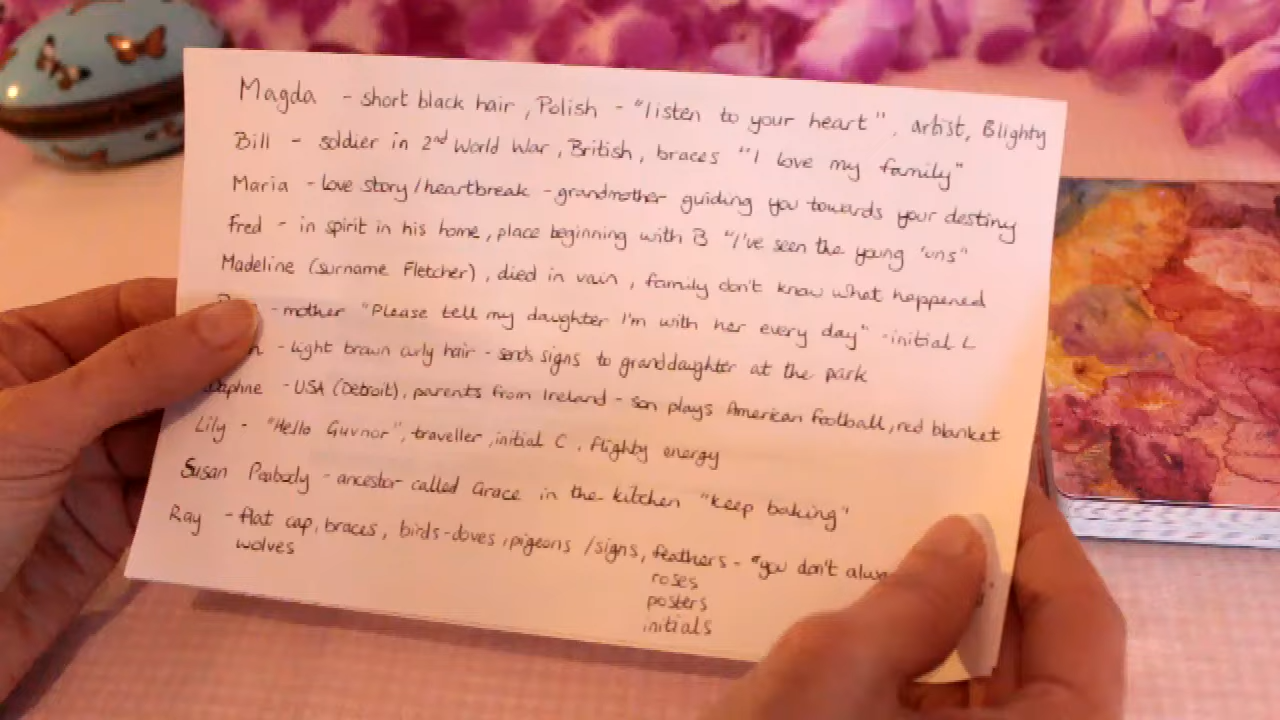 Magda - short black hair, Polish - "listen to your heart", artist, Blighty
Bill - soldier in 2nd World War, British, braces "I love my family"
Maria - love story/heartbreak - grandmother guiding you towards your destiny
Fred - in spirit in his home, place beginning with B "I've seen the young 'uns"
Madeline (surname Fletcher), died in vain, family don't know what happened
- mother "Please tell my daughter I'm with her every day" - initial L
- light brown curly hair - sends signs to granddaughter at the park
Daphne - USA (Detroit), parents from Ireland - son plays American football, red blanket
Lily - "Hello Guvnor", traveller, initial C, flighty energy
Susan Peabody - ancestor called Grace in the kitchen "keep baking"
Ray - flat cap, braces, birds-doves, pigeons /signs, feathers - "you don't
wolves
roses
posters
initials